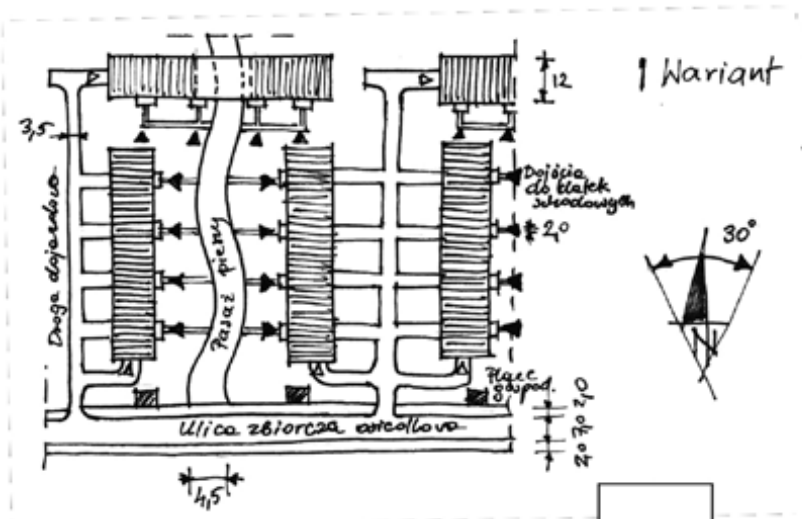 I Wariant
12
3,5
Dojścia
do klatek
schodowych
2,0
30°
Droga dojazdowa
Pasaż pieszy
N
Place
gospod.
Ulica zbiorcza osiedlowa
2,0 7,0 2,0
4,5